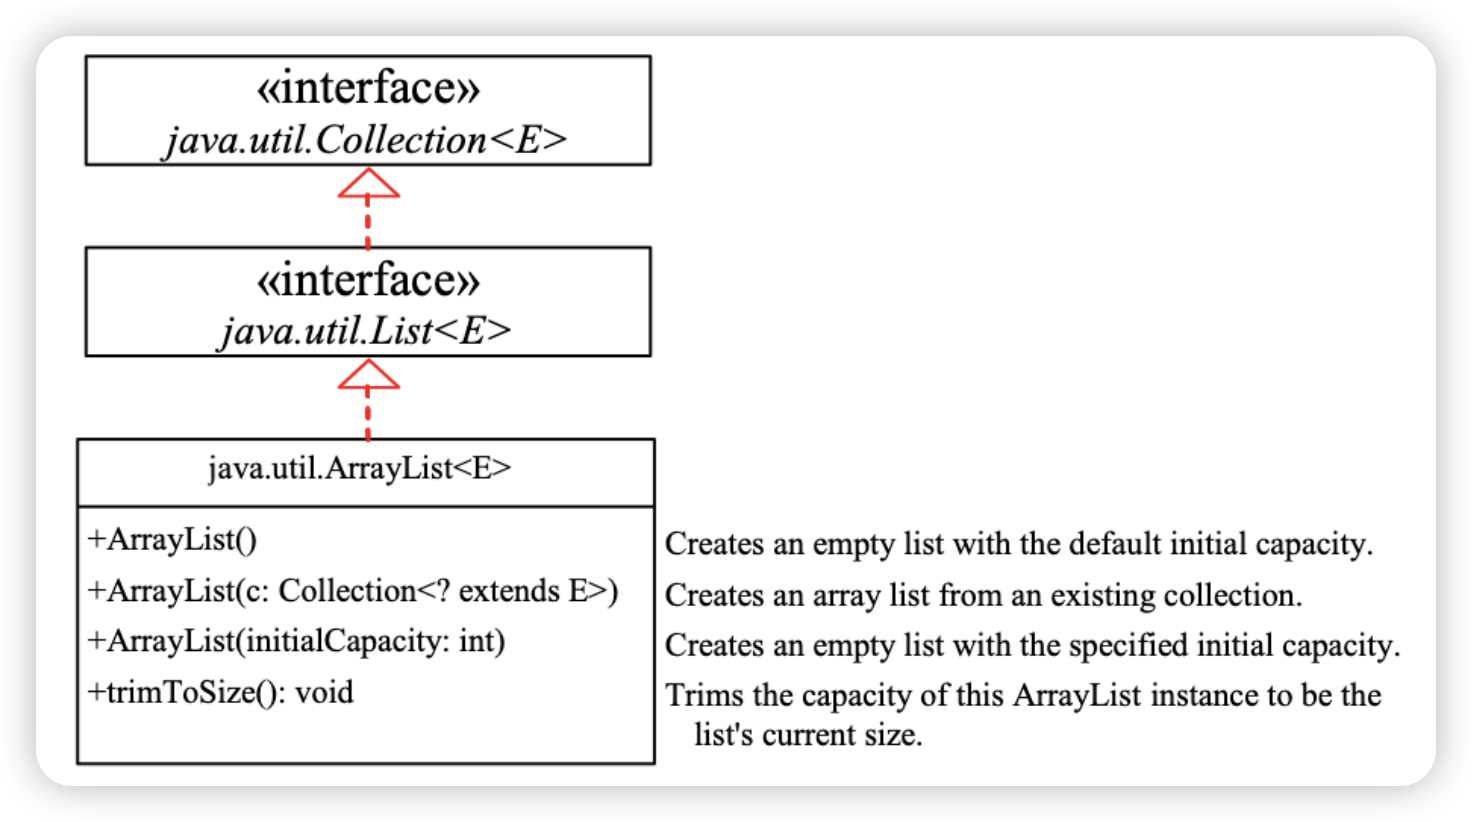 «interface»
java.util.Collection<E>
«interface»
java.util.List<E>
java.util.ArrayList<E>
+ArrayList()
Creates an empty list with the default initial capacity.
+ArrayList(c: Collection<? extends E>)
Creates an array list from an existing collection.
+ArrayList(initialCapacity: int)
Creates an empty list with the specified initial capacity.
+trimToSize(): void
Trims the capacity of this ArrayList instance to be the
list's current size.